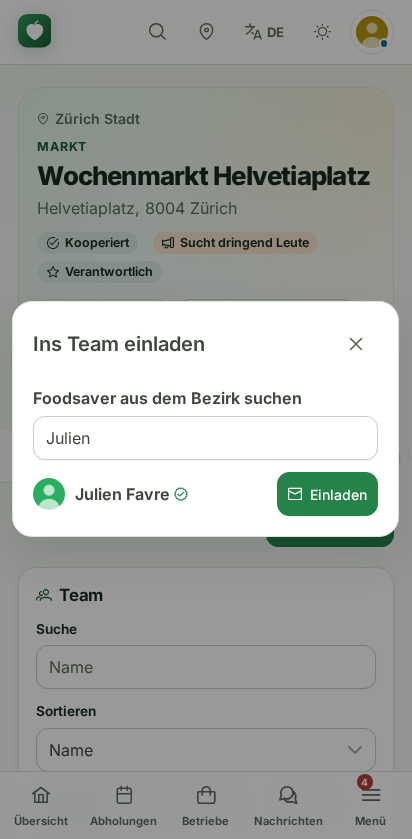 DE
Zürich Stadt
MARKT
Wochenmarkt Helvetiaplatz
Helvetiaplatz, 8004 Zürich
Kooperiert
Sucht dringend Leute
Verantwortlich
Ins Team einladen
Foodsaver aus dem Bezirk suchen
Julien
Julien Favre
Einladen
Team
Suche
Name
Sortieren
Name
4
Übersicht
Abholungen
Betriebe
Nachrichten
Menü